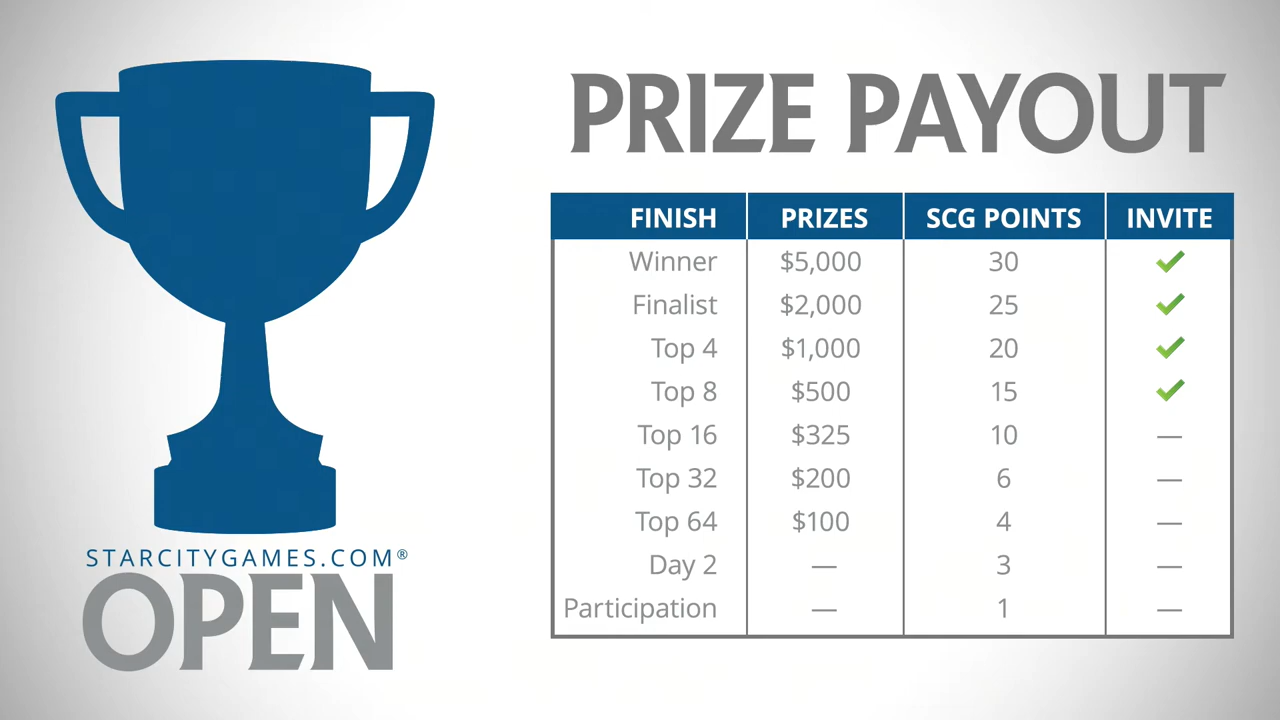 PRIZE PAYOUT
FINISH PRIZES SCG POINTS INVITE
Winner $5,000 30 ✓
Finalist $2,000 25 ✓
Top 4 $1,000 20 ✓
Top 8 $500 15 ✓
Top 16 $325 10 —
Top 32 $200 6 —
Top 64 $100 4 —
Day 2 — 3 —
Participation — 1 —
STARCITYGAMES.COM®
OPEN